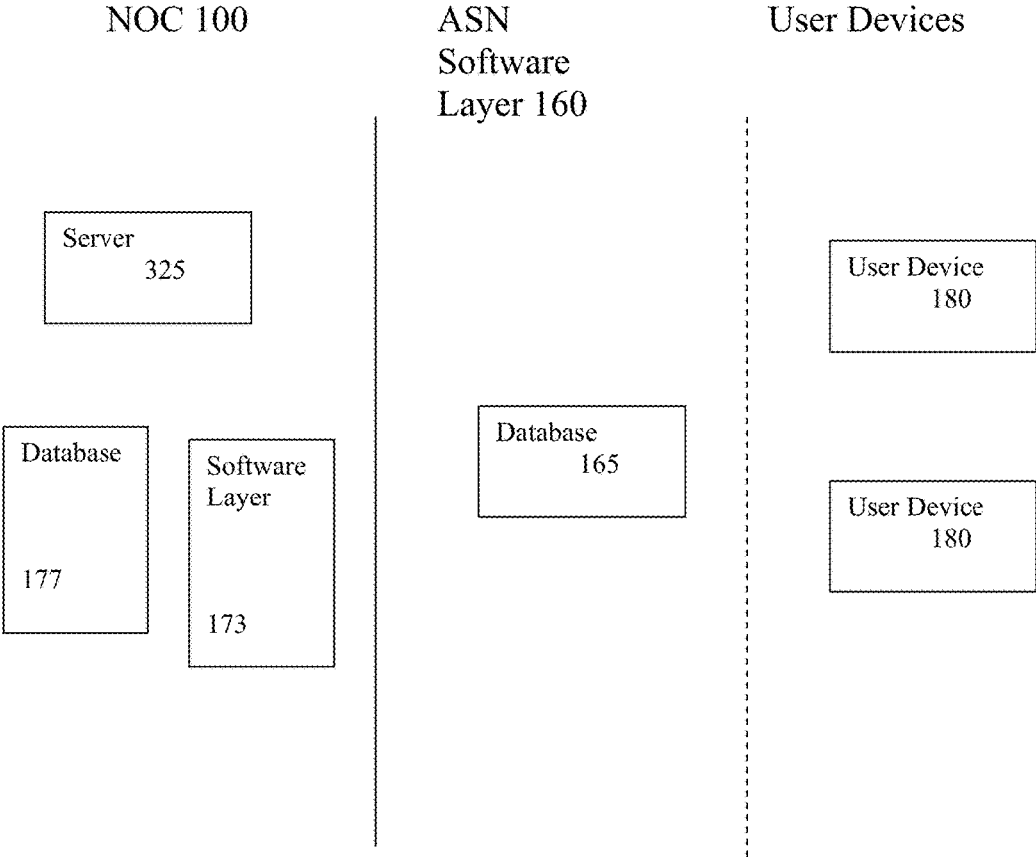 NOC 100
ASN
Software
Layer 160
User Devices
Server
325
Database
177
Software
Layer
173
Database
165
User Device
180
User Device
180